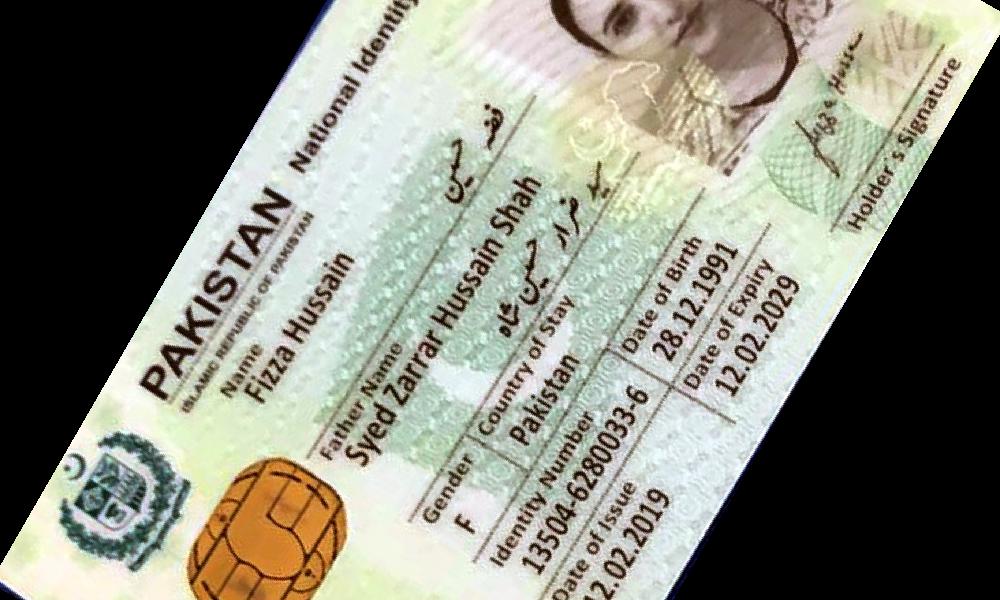 PAKISTAN National Identity
ISLAMIC REPUBLIC OF PAKISTAN
Name
Fizza Hussain
فضہ حسین
Father Name
Syed Zarrar Hussain Shah
سید ضرار حسین شاہ
Gender Country of Stay
F Pakistan
Identity Number Date of Birth
13504-6280033-6 28.12.1991
Date of Issue Date of Expiry
12.02.2019 12.02.2029
Holder's Signature